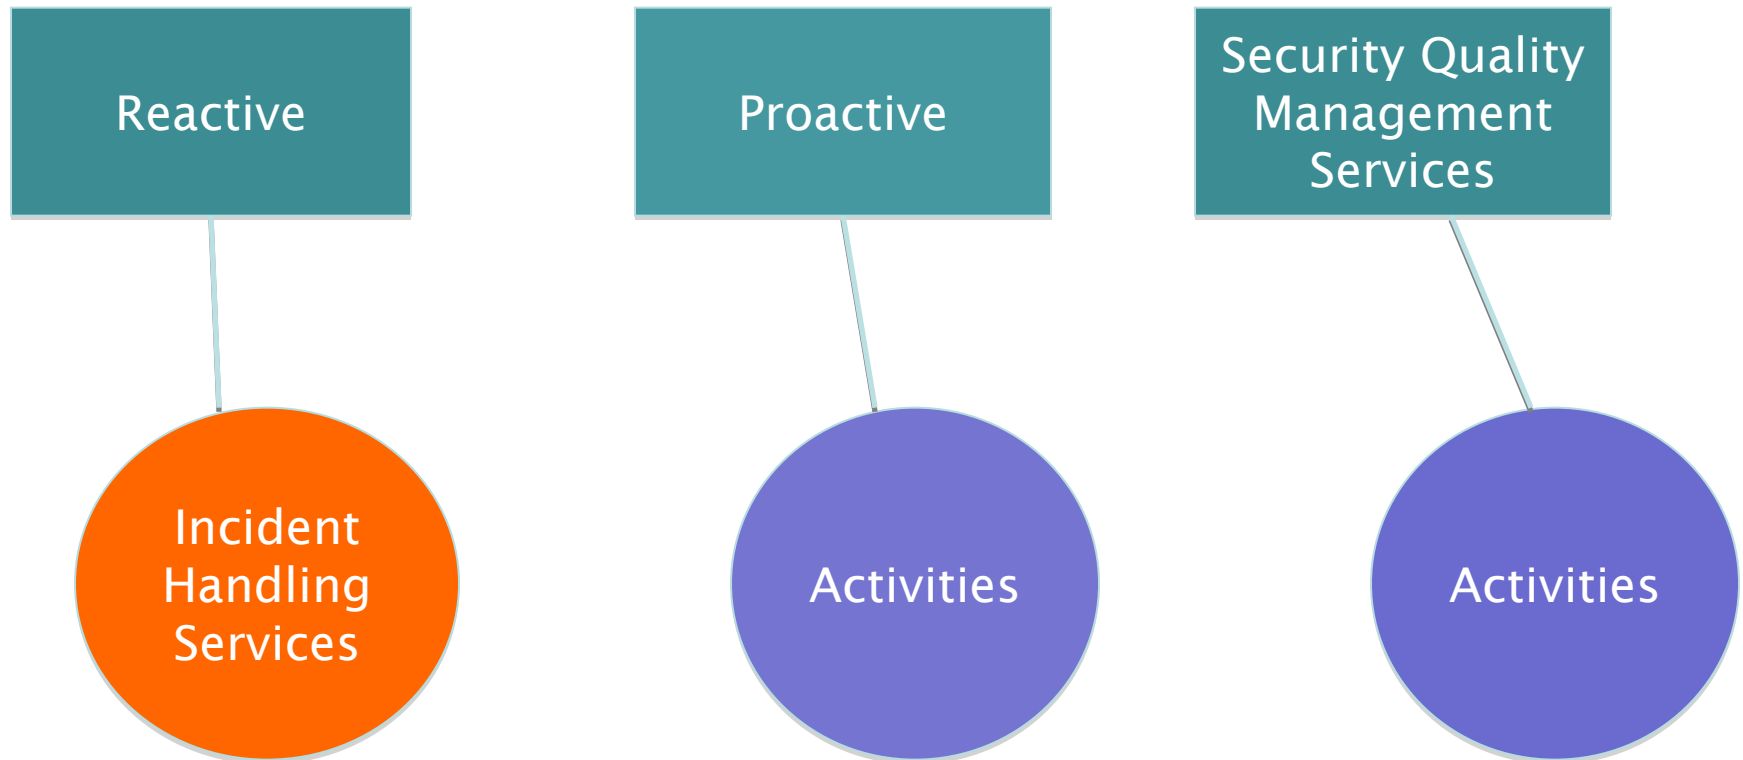 Reactive
Proactive
Security Quality
Management
Services
Incident
Handling
Services
Activities
Activities